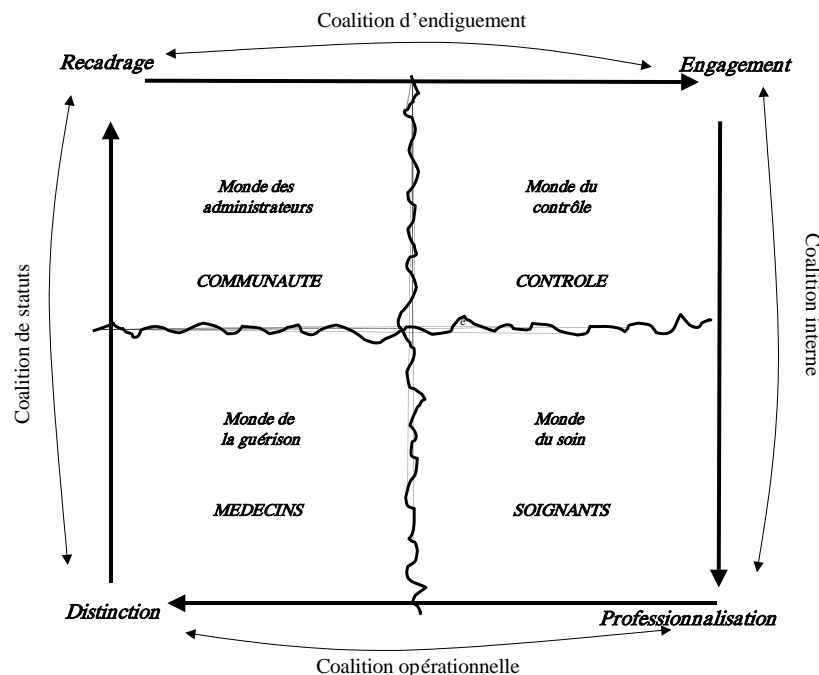 Coalition d'endiguement
Recadrage
Engagement
Monde des
administrateurs
COMMUNAUTE
Monde du
contrôle
CONTROLE
Coalition de statuts
Coalition interne
Monde de
la guérison
MEDECINS
Monde
du soin
SOIGNANTS
Distinction
Professionnalisation
Coalition opérationnelle